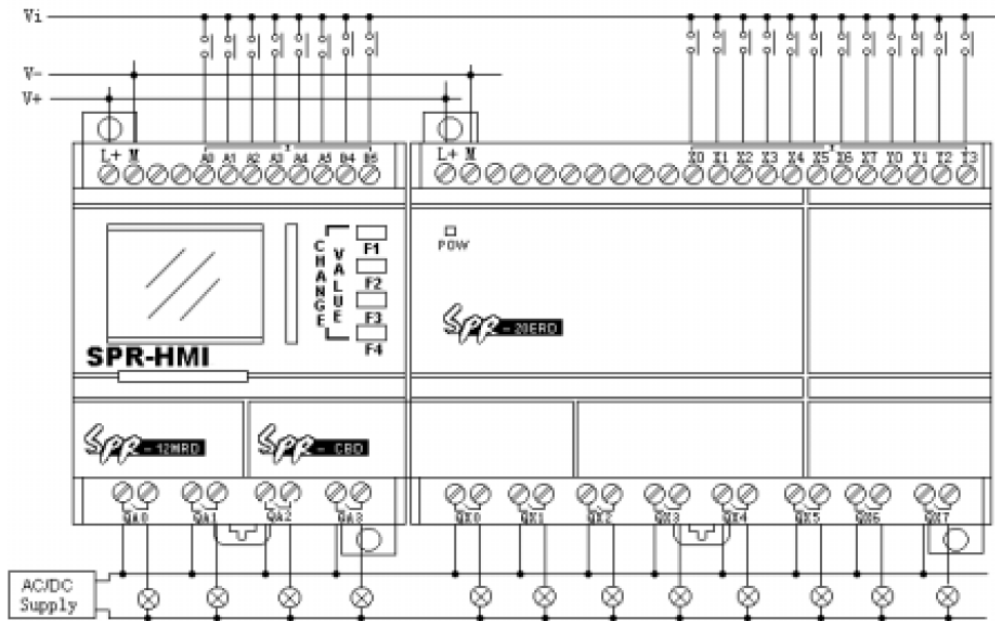 Vi
V-
V+
L+ M A0 A1 A2 A3 A4 A5 B4 B5
I
L+ M X0 X1 X2 X3 X4 X5 X6 X7 Y0 Y1 Y2 Y3
I
CHANGE
VALUE
F1
F2
F3
F4
SPR-HMI
POW
SPR - 20ERD
SPR - 12MRD
SPR - CBD
QA0 QA1 QA2 QA3
QX0 QX1 QX2 QX3 QX4 QX5 QX6 QX7
AC/DC
Supply